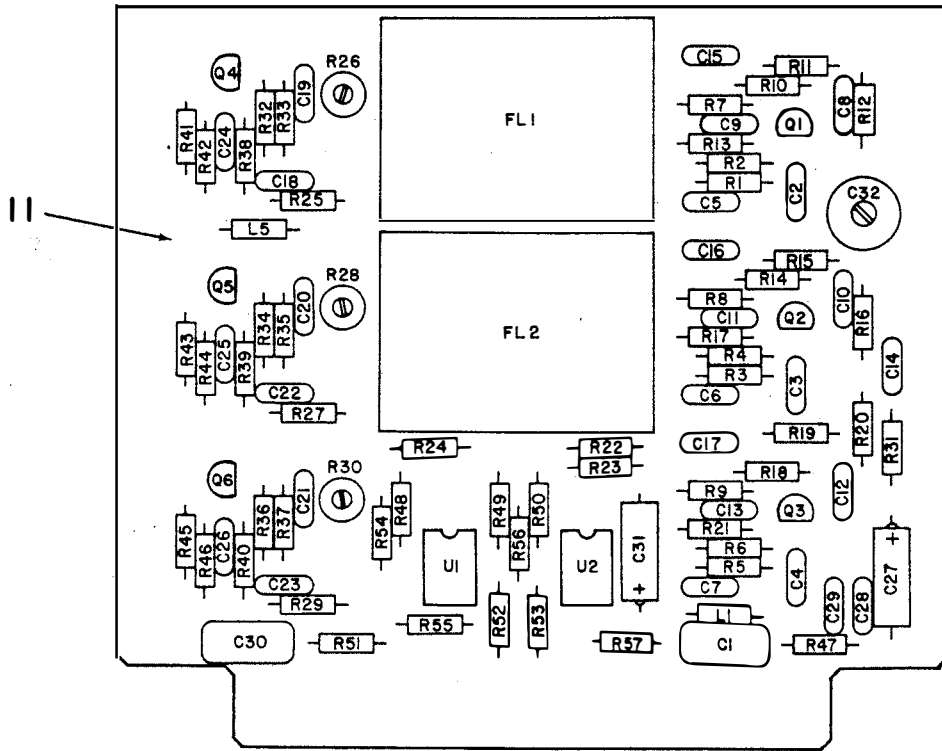 Q4
C19
R26
FL1
C15
R11
R10
R7
C9
Q1
C8
R12
R41
R42
C24
R38
R32
R33
R13
R2
R1
C2
C18
R25
C5
C32
L5
11
C16
R15
R14
Q5
C20
R28
FL2
R8
C11
Q2
C10
R16
R43
R44
C25
R39
R34
R35
R17
R4
R3
C3
C14
C22
R27
C6
R24
R22
R23
C17
R19
R20
R31
Q6
C21
R30
R18
R9
C13
Q3
C12
R45
R46
C26
R40
R36
R37
R54
R48
R49
R56
R50
C31
+
R21
R6
R5
+
C27
U1
U2
C23
R29
C7
C4
C29
C28
L1
C30
R51
R55
R52
R53
R57
C1
R47